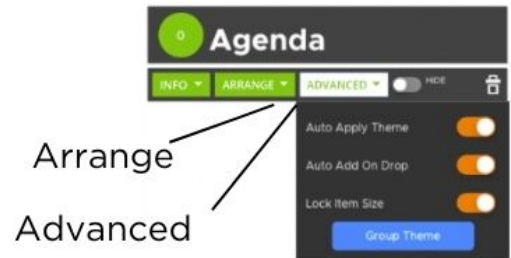 0
Agenda
INFO ARRANGE ADVANCED HIDE
Auto Apply Theme
Arrange
Auto Add On Drop
Lock Item Size
Advanced
Group Theme